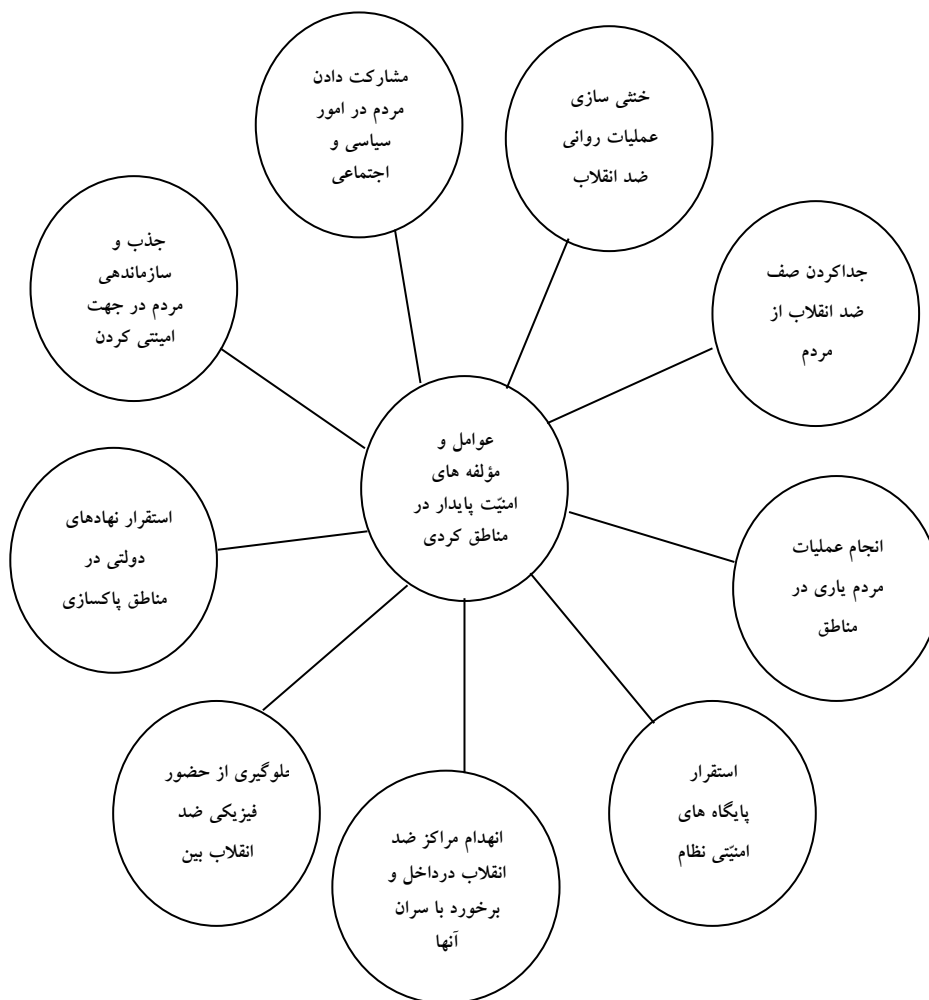 مشارکت دادن
مردم در امور
سیاسی و
اجتماعی
خنثی سازی
عملیات روانی
ضد انقلاب
جذب و
سازماندهی
مردم در جهت
امینتی کردن
جداکردن صف
ضد انقلاب از
مردم
عوامل و
مؤلفه های
امنیّت پایدار در
مناطق کردی
استقرار نهادهای
دولتی در
مناطق پاکسازی
انجام عملیات
مردم یاری در
مناطق
جلوگیری از حضور
فیزیکی ضد
انقلاب بین
استقرار
پایگاه های
امنیّتی نظام
انهدام مراکز ضد
انقلاب درداخل و
برخورد با سران
آنها